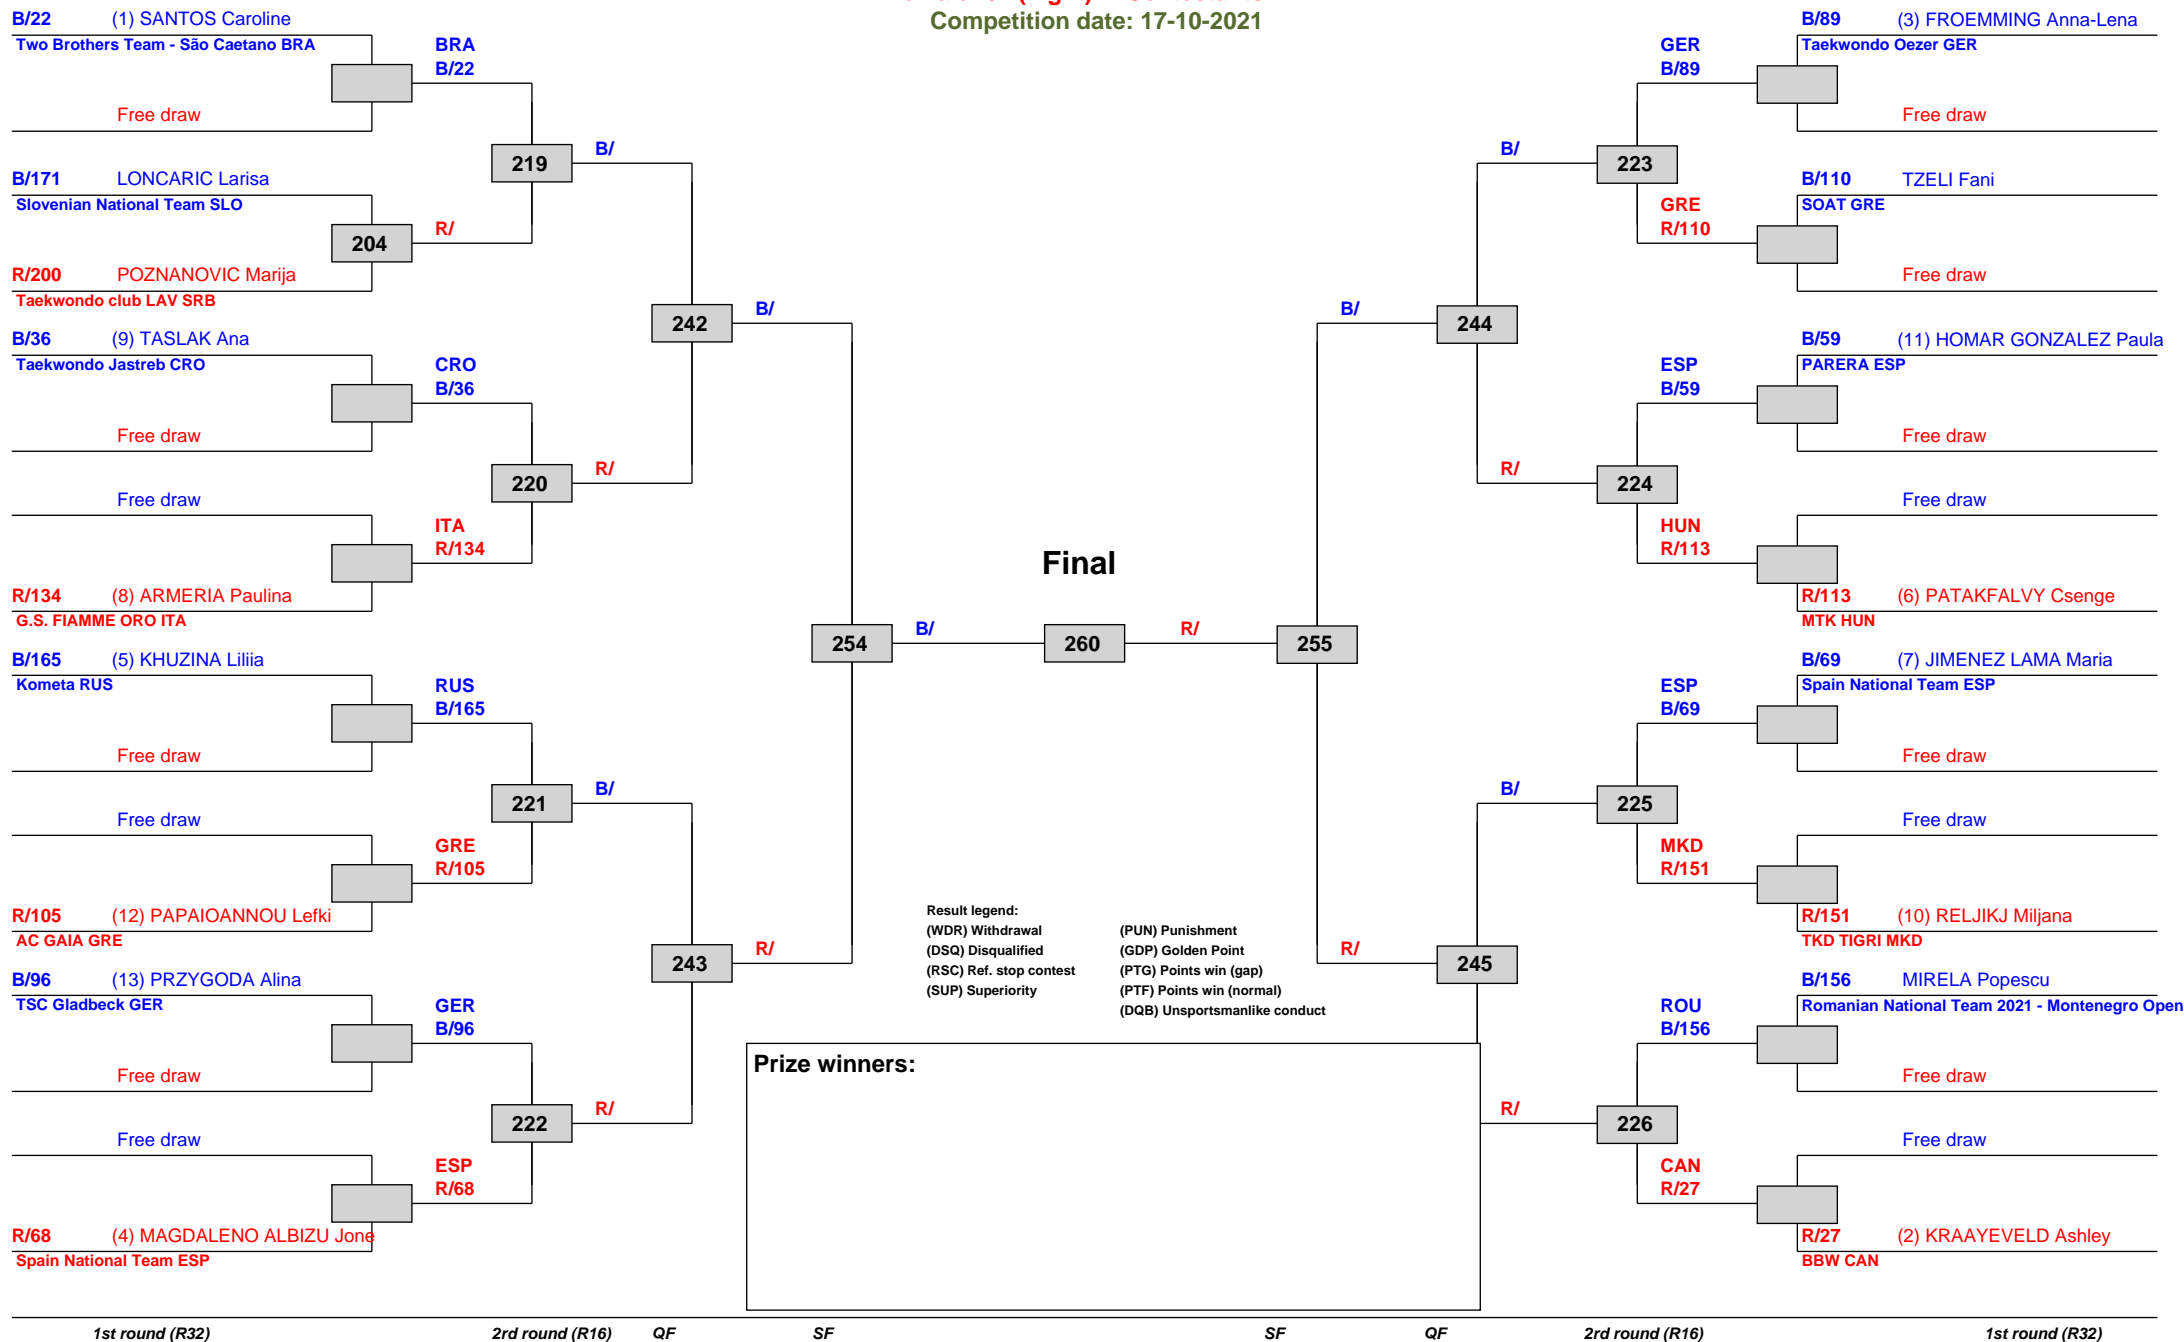 Competition date: 17-10-2021
B/22 (1) SANTOS Caroline
Two Brothers Team - São Caetano BRA
BRA
B/22
Free draw
219
B/
B/171 LONCARIC Larisa
Slovenian National Team SLO
204
R/
R/200 POZNANOVIC Marija
Taekwondo club LAV SRB
242
B/
B/36 (9) TASLAK Ana
Taekwondo Jastreb CRO
CRO
B/36
Free draw
220
R/
Free draw
ITA
R/134
R/134 (8) ARMERIA Paulina
G.S. FIAMME ORO ITA
254
B/
B/165 (5) KHUZINA Liliia
Kometa RUS
RUS
B/165
Free draw
221
B/
Free draw
GRE
R/105
R/105 (12) PAPAIOANNOU Lefki
AC GAIA GRE
243
R/
B/96 (13) PRZYGODA Alina
TSC Gladbeck GER
GER
B/96
Free draw
222
R/
Free draw
ESP
R/68
R/68 (4) MAGDALENO ALBIZU Jone
Spain National Team ESP
Final
260
R/
255
Result legend:
(WDR) Withdrawal (PUN) Punishment
(DSQ) Disqualified (GDP) Golden Point
(RSC) Ref. stop contest (PTG) Points win (gap)
(SUP) Superiority (PTF) Points win (normal)
(DQB) Unsportsmanlike conduct
Prize winners:
B/89 (3) FROEMMING Anna-Lena
Taekwondo Oezer GER
GER
B/89
Free draw
B/
223
B/110 TZELI Fani
SOAT GRE
GRE
R/110
Free draw
B/
244
B/59 (11) HOMAR GONZALEZ Paula
PARERA ESP
ESP
B/59
Free draw
R/
224
Free draw
HUN
R/113
R/113 (6) PATAKFALVY Csenge
MTK HUN
B/69 (7) JIMENEZ LAMA Maria
Spain National Team ESP
ESP
B/69
Free draw
B/
225
Free draw
MKD
R/151
R/151 (10) RELJIKJ Miljana
TKD TIGRI MKD
R/
245
B/156 MIRELA Popescu
Romanian National Team 2021 - Montenegro Open
ROU
B/156
Free draw
R/
226
Free draw
CAN
R/27
R/27 (2) KRAAYEVELD Ashley
BBW CAN
1st round (R32) 2rd round (R16) QF SF SF QF 2rd round (R16) 1st round (R32)